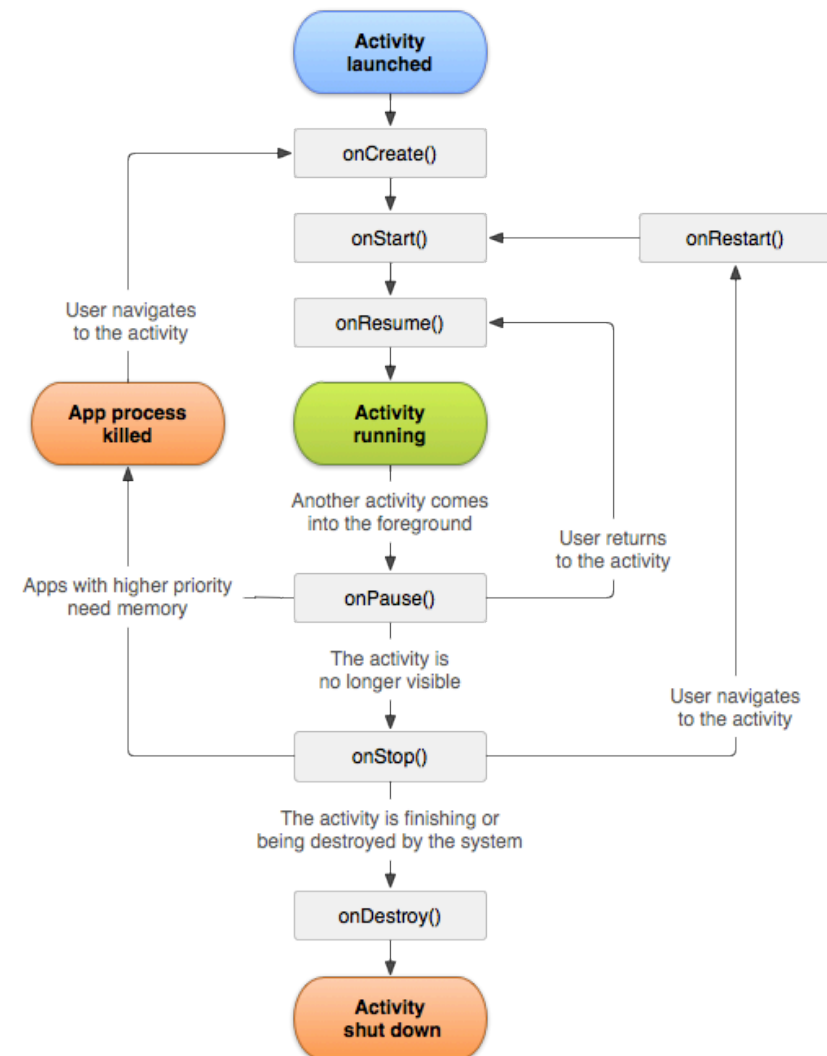 Activity
launched
onCreate()
onStart()
onRestart()
User navigates
to the activity
onResume()
App process
killed
Activity
running
Another activity comes
into the foreground
User returns
to the activity
Apps with higher priority
need memory
onPause()
The activity is
no longer visible
User navigates
to the activity
onStop()
The activity is finishing or
being destroyed by the system
onDestroy()
Activity
shut down